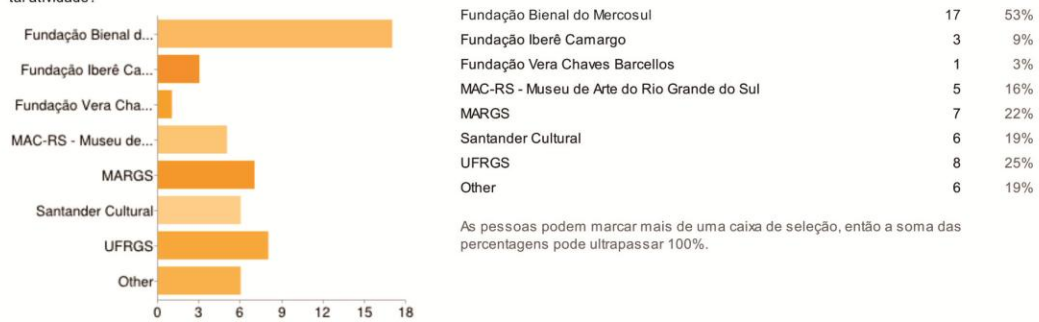 Fundação Bienal d...
Fundação Iberê Ca...
Fundação Vera Cha...
MAC-RS - Museu de...
MARGS
Santander Cultural
UFRGS
Other
0 3 6 9 12 15 18
Fundação Bienal do Mercosul 17 53%
Fundação Iberê Camargo 3 9%
Fundação Vera Chaves Barcellos 1 3%
MAC-RS - Museu de Arte do Rio Grande do Sul 5 16%
MARGS 7 22%
Santander Cultural 6 19%
UFRGS 8 25%
Other 6 19%
As pessoas podem marcar mais de uma caixa de seleção, então a soma das
percentagens pode ultrapassar 100%.